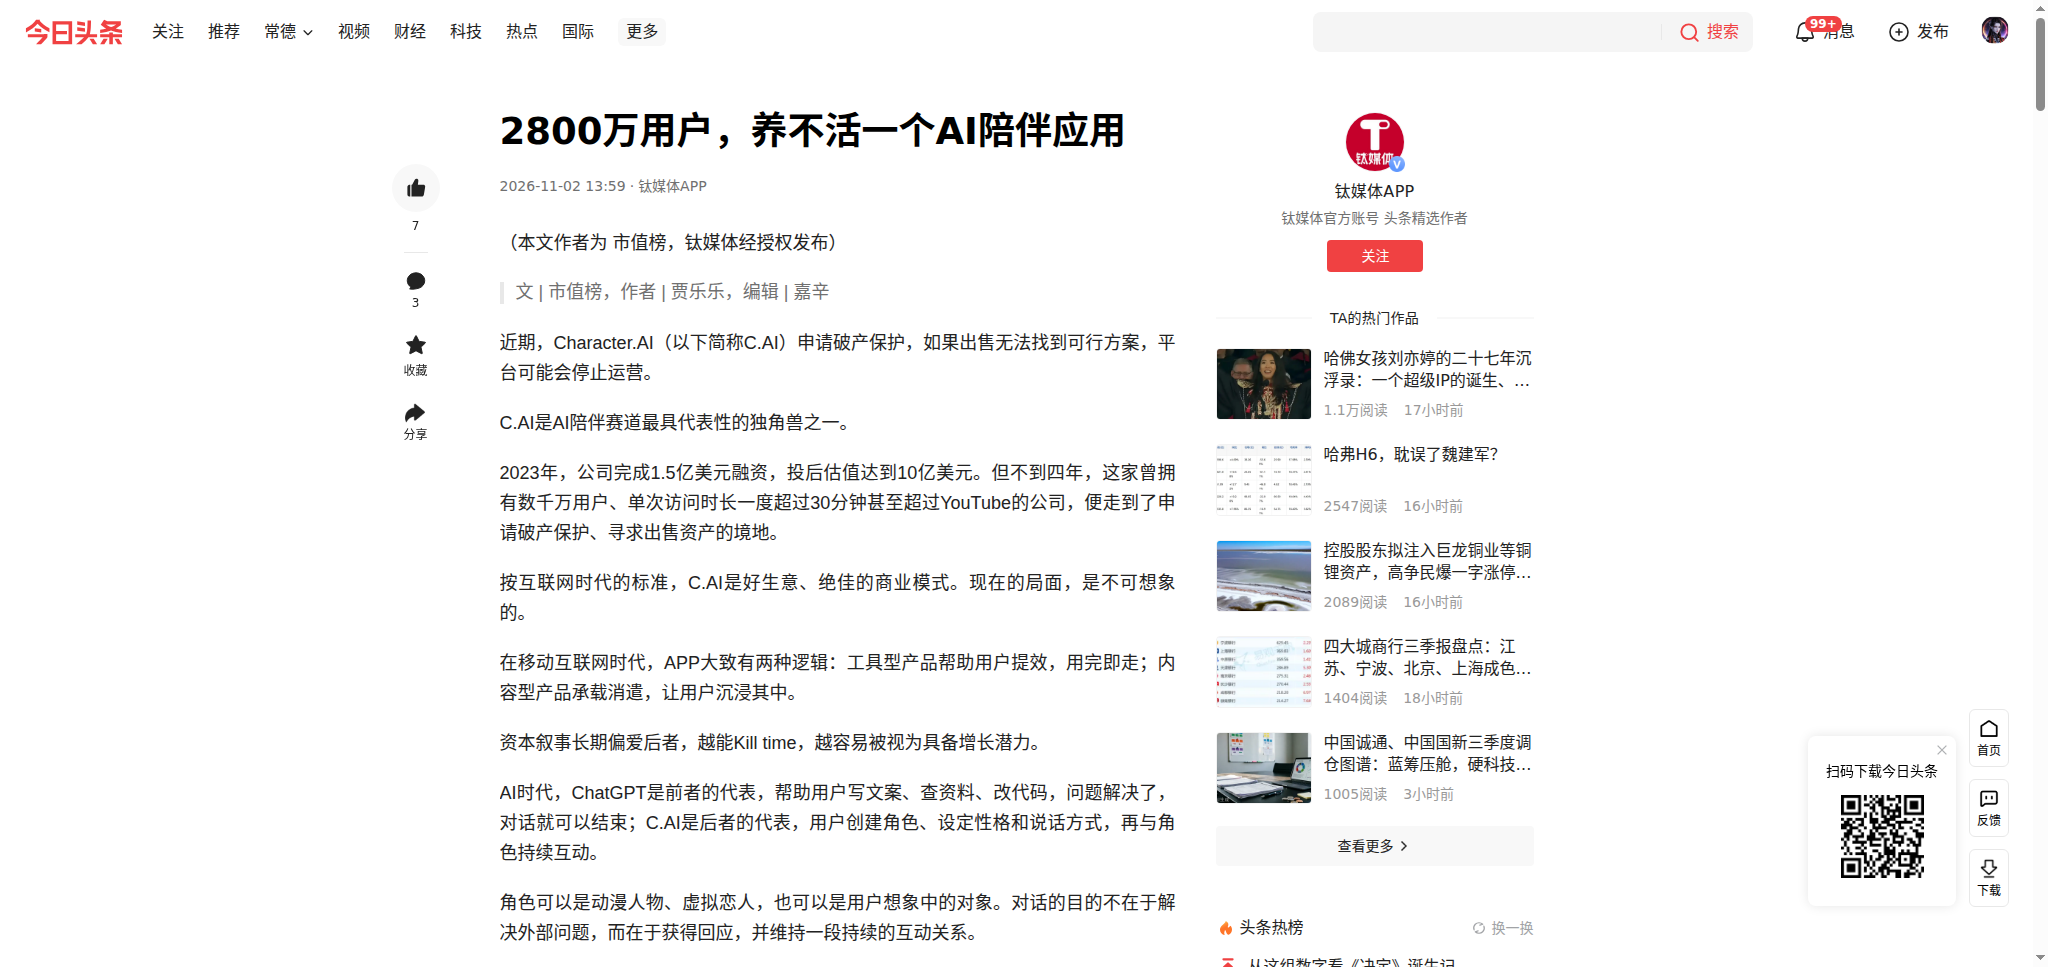 今日头条
关注 推荐 常德 视频 财经 科技 热点 国际 更多
搜索
99+
消息
发布
2800万用户，养不活一个AI陪伴应用
2026-11-02 13:59 · 钛媒体APP
7
3
收藏
分享
（本文作者为 市值榜，钛媒体经授权发布）
文 | 市值榜，作者 | 贾乐乐，编辑 | 嘉辛
近期，Character.AI（以下简称C.AI）申请破产保护，如果出售无法找到可行方案，平
台可能会停止运营。
C.AI是AI陪伴赛道最具代表性的独角兽之一。
2023年，公司完成1.5亿美元融资，投后估值达到10亿美元。但不到四年，这家曾拥
有数千万用户、单次访问时长一度超过30分钟甚至超过YouTube的公司，便走到了申
请破产保护、寻求出售资产的境地。
按互联网时代的标准，C.AI是好生意、绝佳的商业模式。现在的局面，是不可想象
的。
在移动互联网时代，APP大致有两种逻辑：工具型产品帮助用户提效，用完即走；内
容型产品承载消遣，让用户沉浸其中。
资本叙事长期偏爱后者，越能Kill time，越容易被视为具备增长潜力。
AI时代，ChatGPT是前者的代表，帮助用户写文案、查资料、改代码，问题解决了，
对话就可以结束；C.AI是后者的代表，用户创建角色、设定性格和说话方式，再与角
色持续互动。
角色可以是动漫人物、虚拟恋人，也可以是用户想象中的对象。对话的目的不在于解
决外部问题，而在于获得回应，并维持一段持续的互动关系。
钛媒体
钛媒体APP
钛媒体官方账号 头条精选作者
关注
TA的热门作品
哈佛女孩刘亦婷的二十七年沉
浮录：一个超级IP的诞生、...
1.1万阅读 17小时前
哈弗H6，耽误了魏建军？
2547阅读 16小时前
控股股东拟注入巨龙铜业等铜
锂资产，高争民爆一字涨停...
2089阅读 16小时前
四大城商行三季报盘点：江
苏、宁波、北京、上海成色...
1404阅读 18小时前
中国诚通、中国国新三季度调
仓图谱：蓝筹压舱，硬科技...
1005阅读 3小时前
查看更多
头条热榜
换一换
从这组数字看《决定》诞生记
扫码下载今日头条
首页
反馈
下载